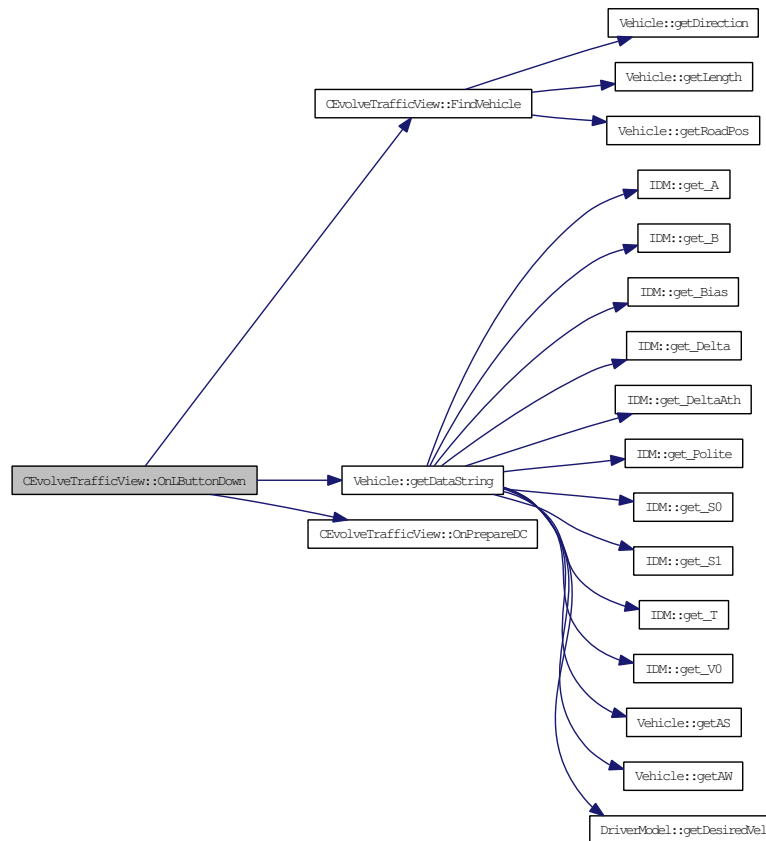 Vehicle::getDirection
Vehicle::getLength
CEvolveTrafficView::FindVehicle
Vehicle::getRoadPos
IDM::get_A
IDM::get_B
IDM::get_Bias
IDM::get_Delta
IDM::get_DeltaAth
IDM::get_Polite
CEvolveTrafficView::OnLButtonDown
Vehicle::getDataString
IDM::get_S0
CEvolveTrafficView::OnPrepareDC
IDM::get_S1
IDM::get_T
IDM::get_V0
Vehicle::getAS
Vehicle::getAW
DriverModel::getDesiredVel